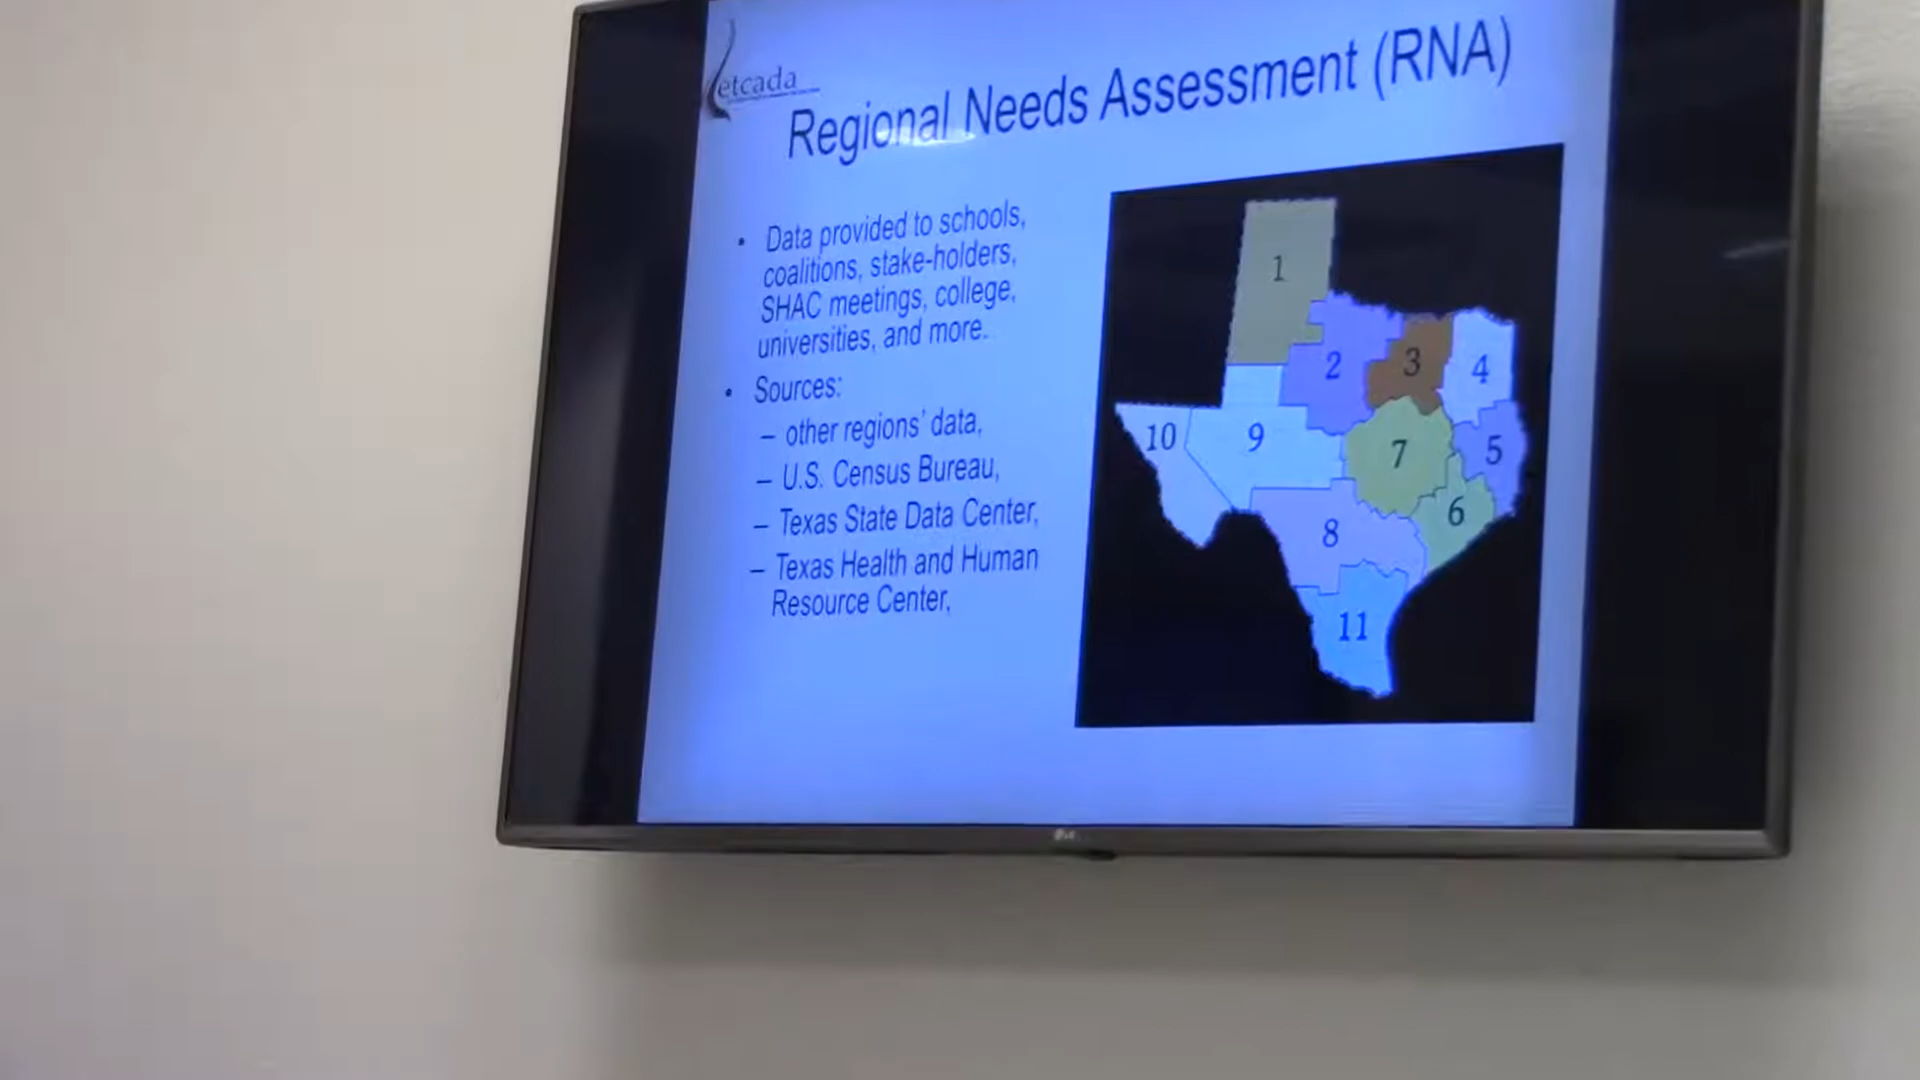 etcada
Regional Needs Assessment (RNA)
• Data provided to schools,
coalitions, stake-holders,
SHAC meetings, college,
universities, and more.
• Sources:
– other regions' data,
– U.S. Census Bureau,
– Texas State Data Center,
– Texas Health and Human
Resource Center,
1
2
3
4
10
9
7
5
8
6
11
LG